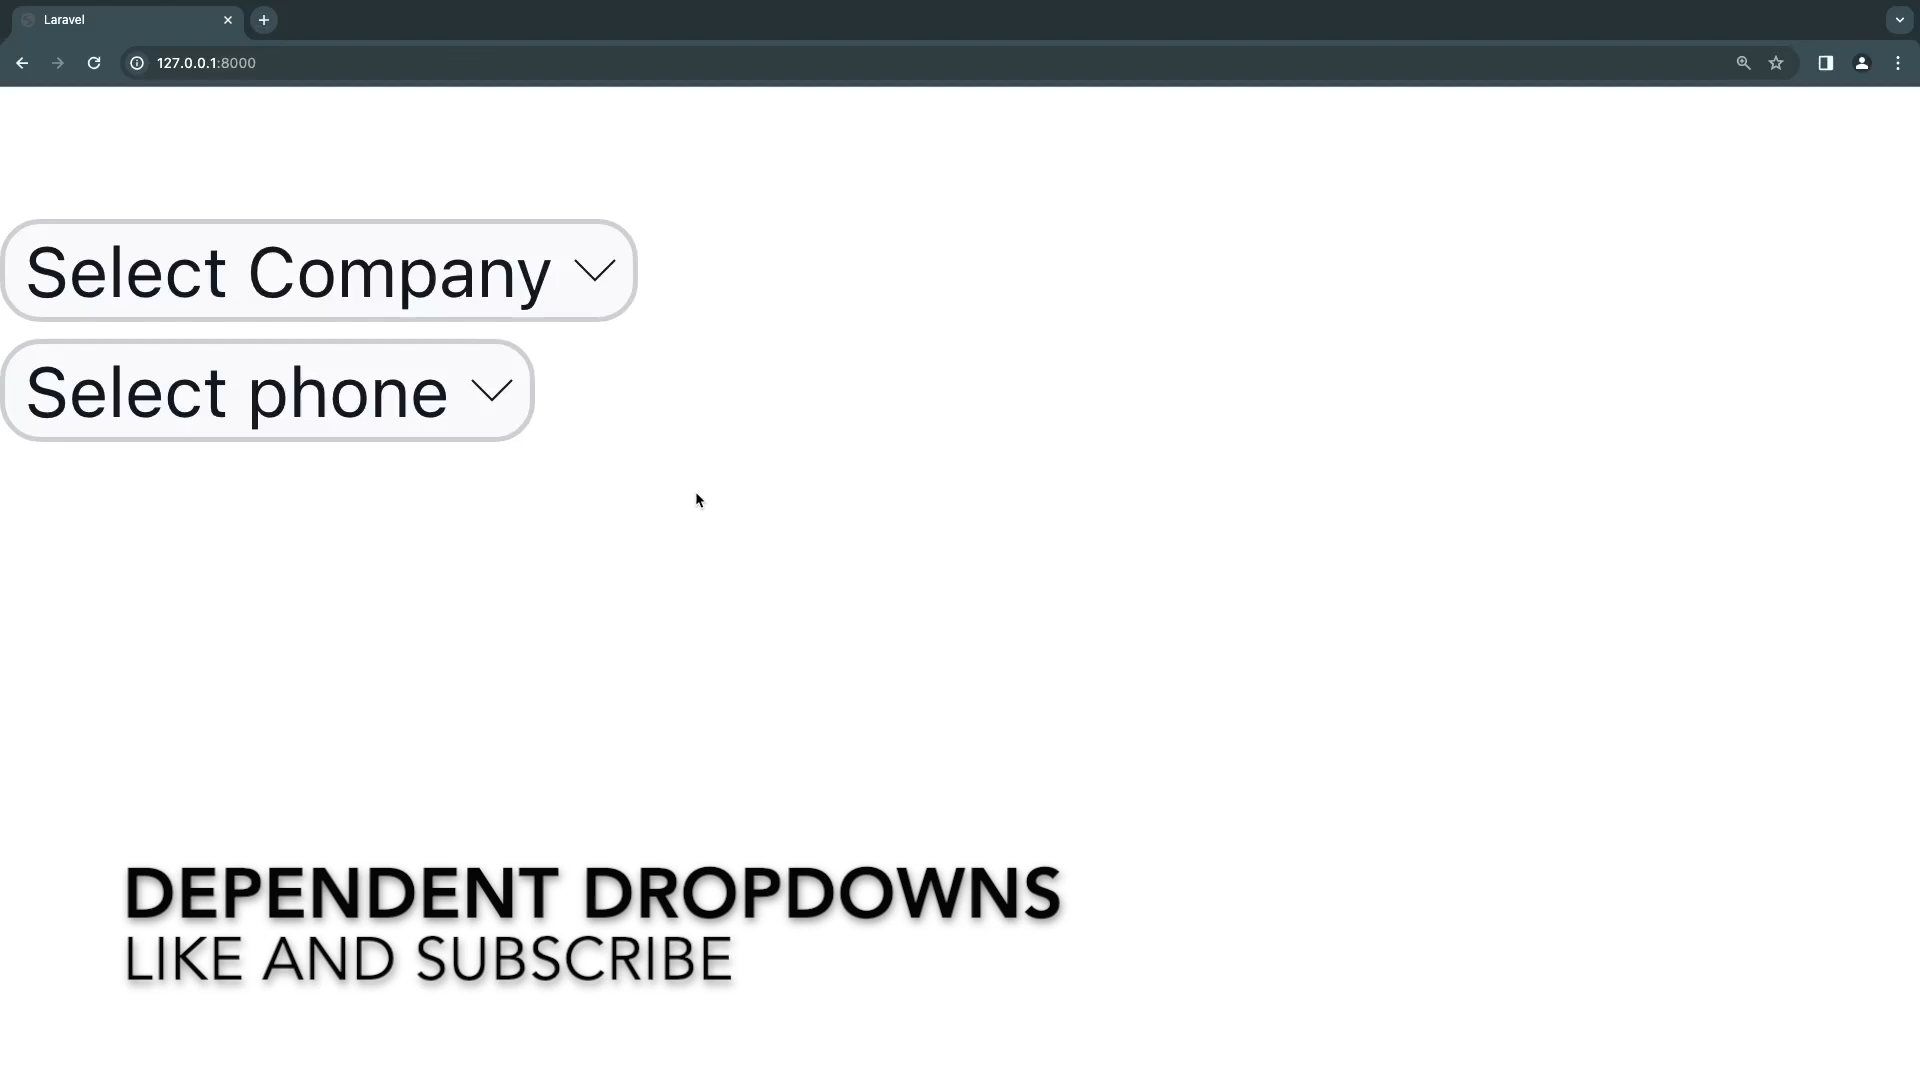 Laravel
127.0.0.1:8000
Select Company
Select phone
DEPENDENT DROPDOWNS
LIKE AND SUBSCRIBE